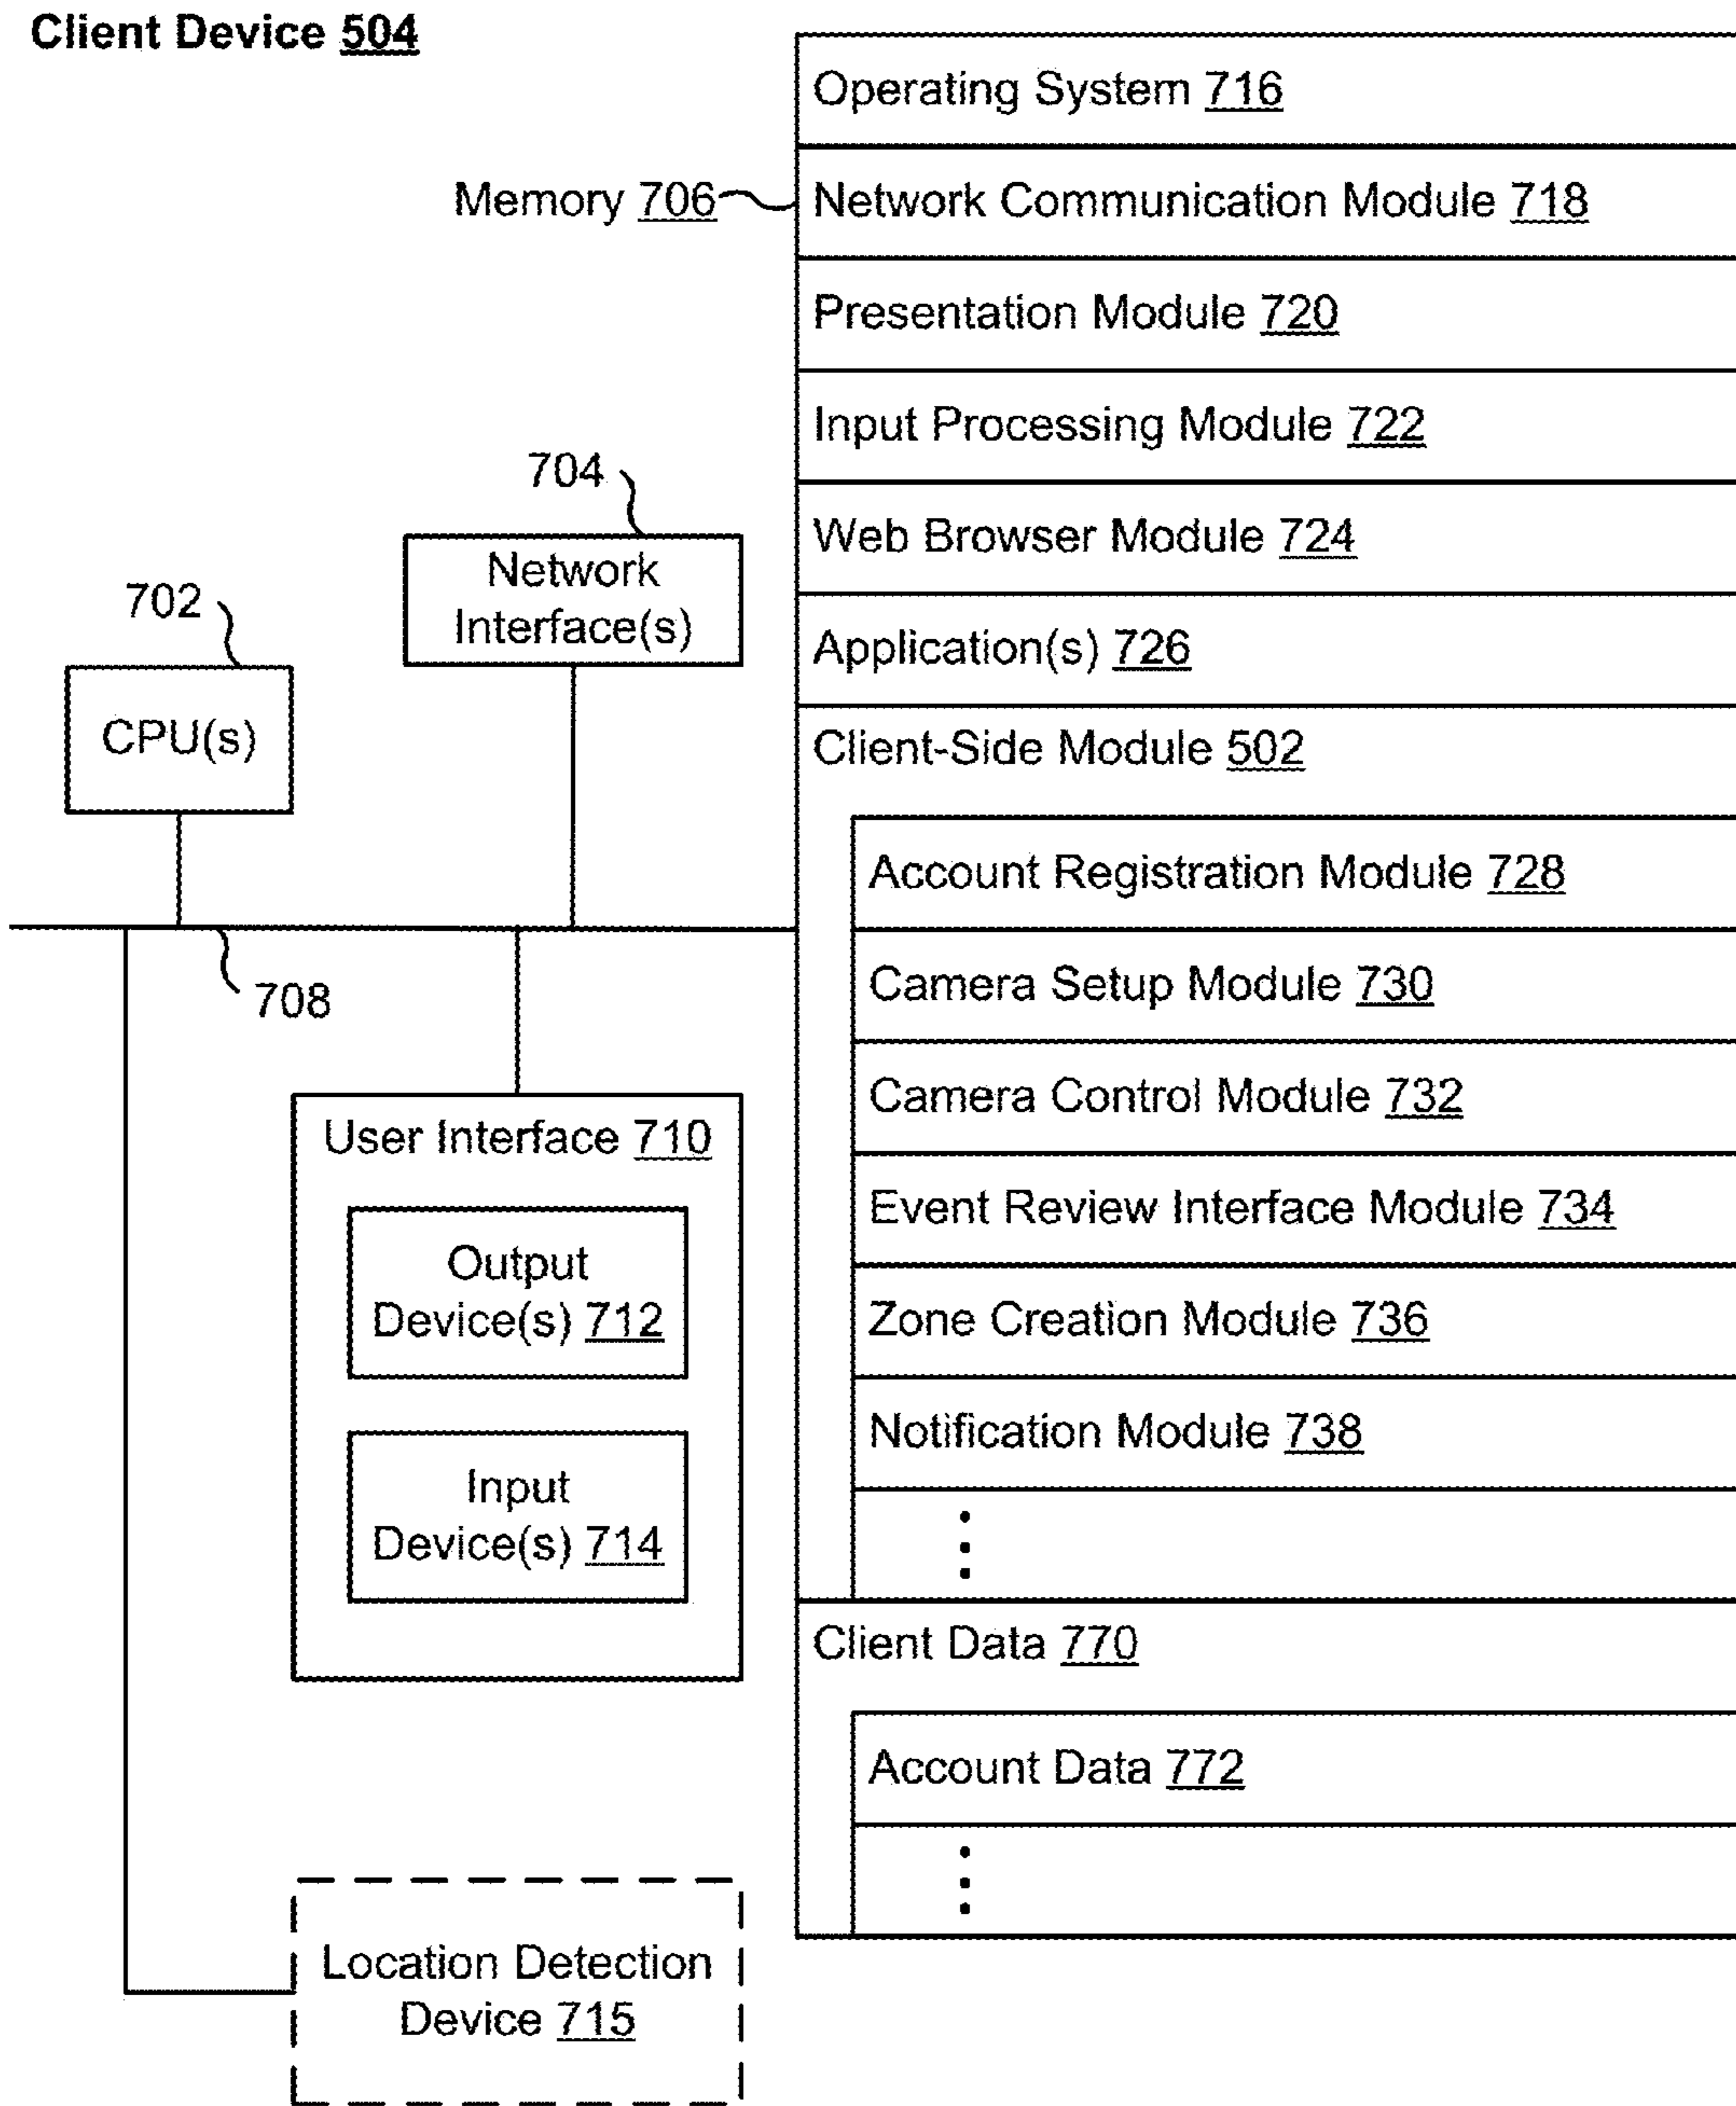 Client Device 504
Operating System 716
Memory 706
Network Communication Module 718
Presentation Module 720
Input Processing Module 722
704
Web Browser Module 724
Network
Interface(s)
702
Application(s) 726
CPU(s)
Client-Side Module 502
Account Registration Module 728
708
Camera Setup Module 730
Camera Control Module 732
User Interface 710
Event Review Interface Module 734
Output
Device(s) 712
Zone Creation Module 736
Notification Module 738
Input
Device(s) 714
Client Data 770
Account Data 772
Location Detection
Device 715